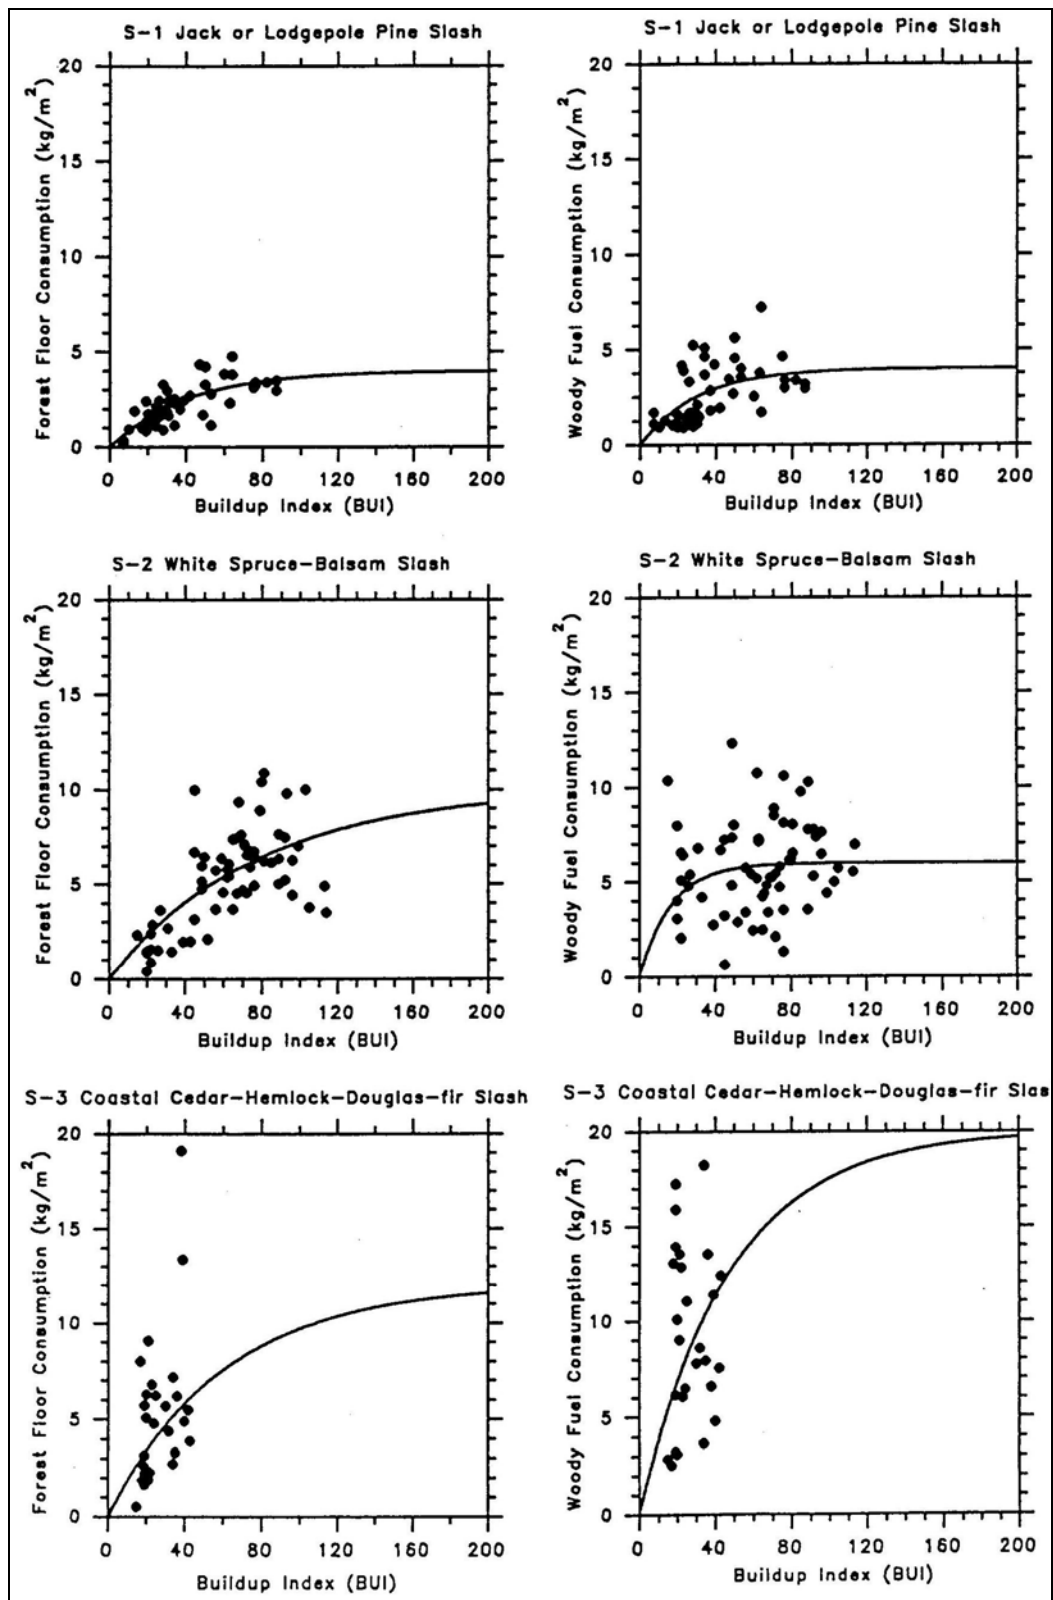 S-1 Jack or Lodgepole Pine Slash
20
15
10
5
0
Forest Floor Consumption (kg/m²)
0 40 80 120 160 200
Buildup Index (BUI)
S-1 Jack or Lodgepole Pine Slash
20
15
10
5
0
Woody Fuel Consumption (kg/m²)
0 40 80 120 160 200
Buildup Index (BUI)
S-2 White Spruce-Balsam Slash
20
15
10
5
0
Forest Floor Consumption (kg/m²)
0 40 80 120 160 200
Buildup Index (BUI)
S-2 White Spruce-Balsam Slash
20
15
10
5
0
Woody Fuel Consumption (kg/m²)
0 40 80 120 160 200
Buildup Index (BUI)
S-3 Coastal Cedar-Hemlock-Douglas-fir Slash
20
15
10
5
0
Forest Floor Consumption (kg/m²)
0 40 80 120 160 200
Buildup Index (BUI)
S-3 Coastal Cedar-Hemlock-Douglas-fir Slas
20
15
10
5
0
Woody Fuel Consumption (kg/m²)
0 40 80 120 160 200
Buildup Index (BUI)